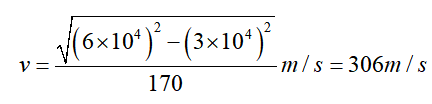 v = √((6×10⁴)² − (3×10⁴)²) / 170 m / s = 306m / s